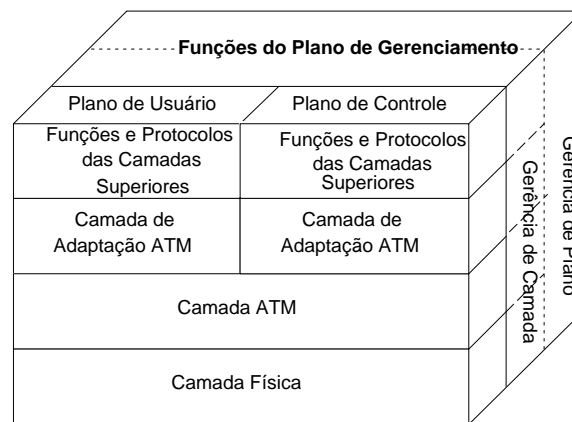 Funções do Plano de Gerenciamento
Plano de Usuário
Plano de Controle
Funções e Protocolos
das Camadas
Superiores
Funções e Protocolos
das Camadas
Superiores
Camada de
Adaptação ATM
Camada de
Adaptação ATM
Camada ATM
Camada Física
Gerência de Camada
Gerência de Plano